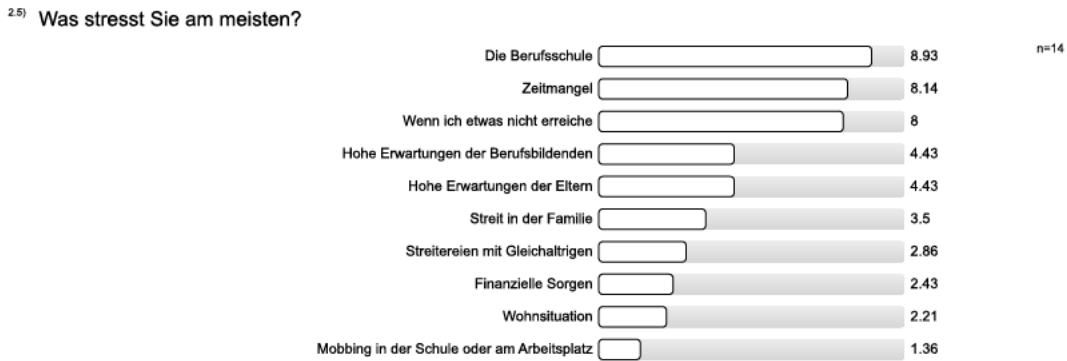 2.5) Was stresst Sie am meisten?
n=14
Die Berufsschule 8.93
Zeitmangel 8.14
Wenn ich etwas nicht erreiche 8
Hohe Erwartungen der Berufsbildenden 4.43
Hohe Erwartungen der Eltern 4.43
Streit in der Familie 3.5
Streitereien mit Gleichaltrigen 2.86
Finanzielle Sorgen 2.43
Wohnsituation 2.21
Mobbing in der Schule oder am Arbeitsplatz 1.36